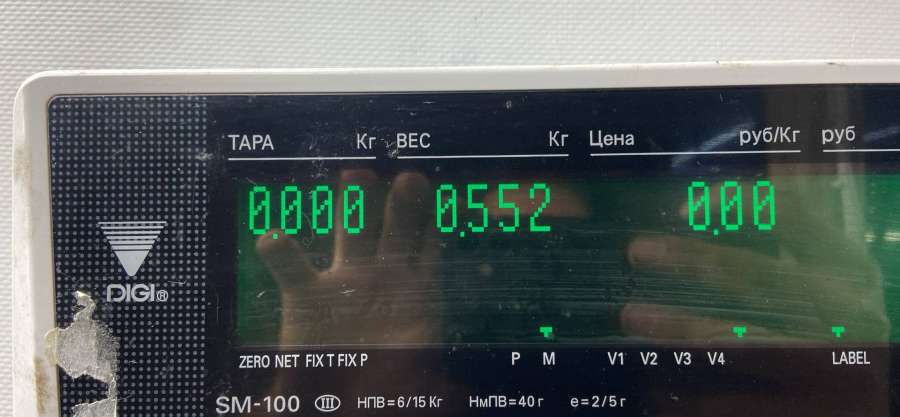 ТАРА Кг ВЕС Кг Цена руб/Кг руб
0.000 0.552 0.00
DIGI®
ZERO NET FIX T FIX P P M V1 V2 V3 V4 LABEL
SM-100 III НПВ=6/15 Кг НмПВ=40 г e=2/5 г